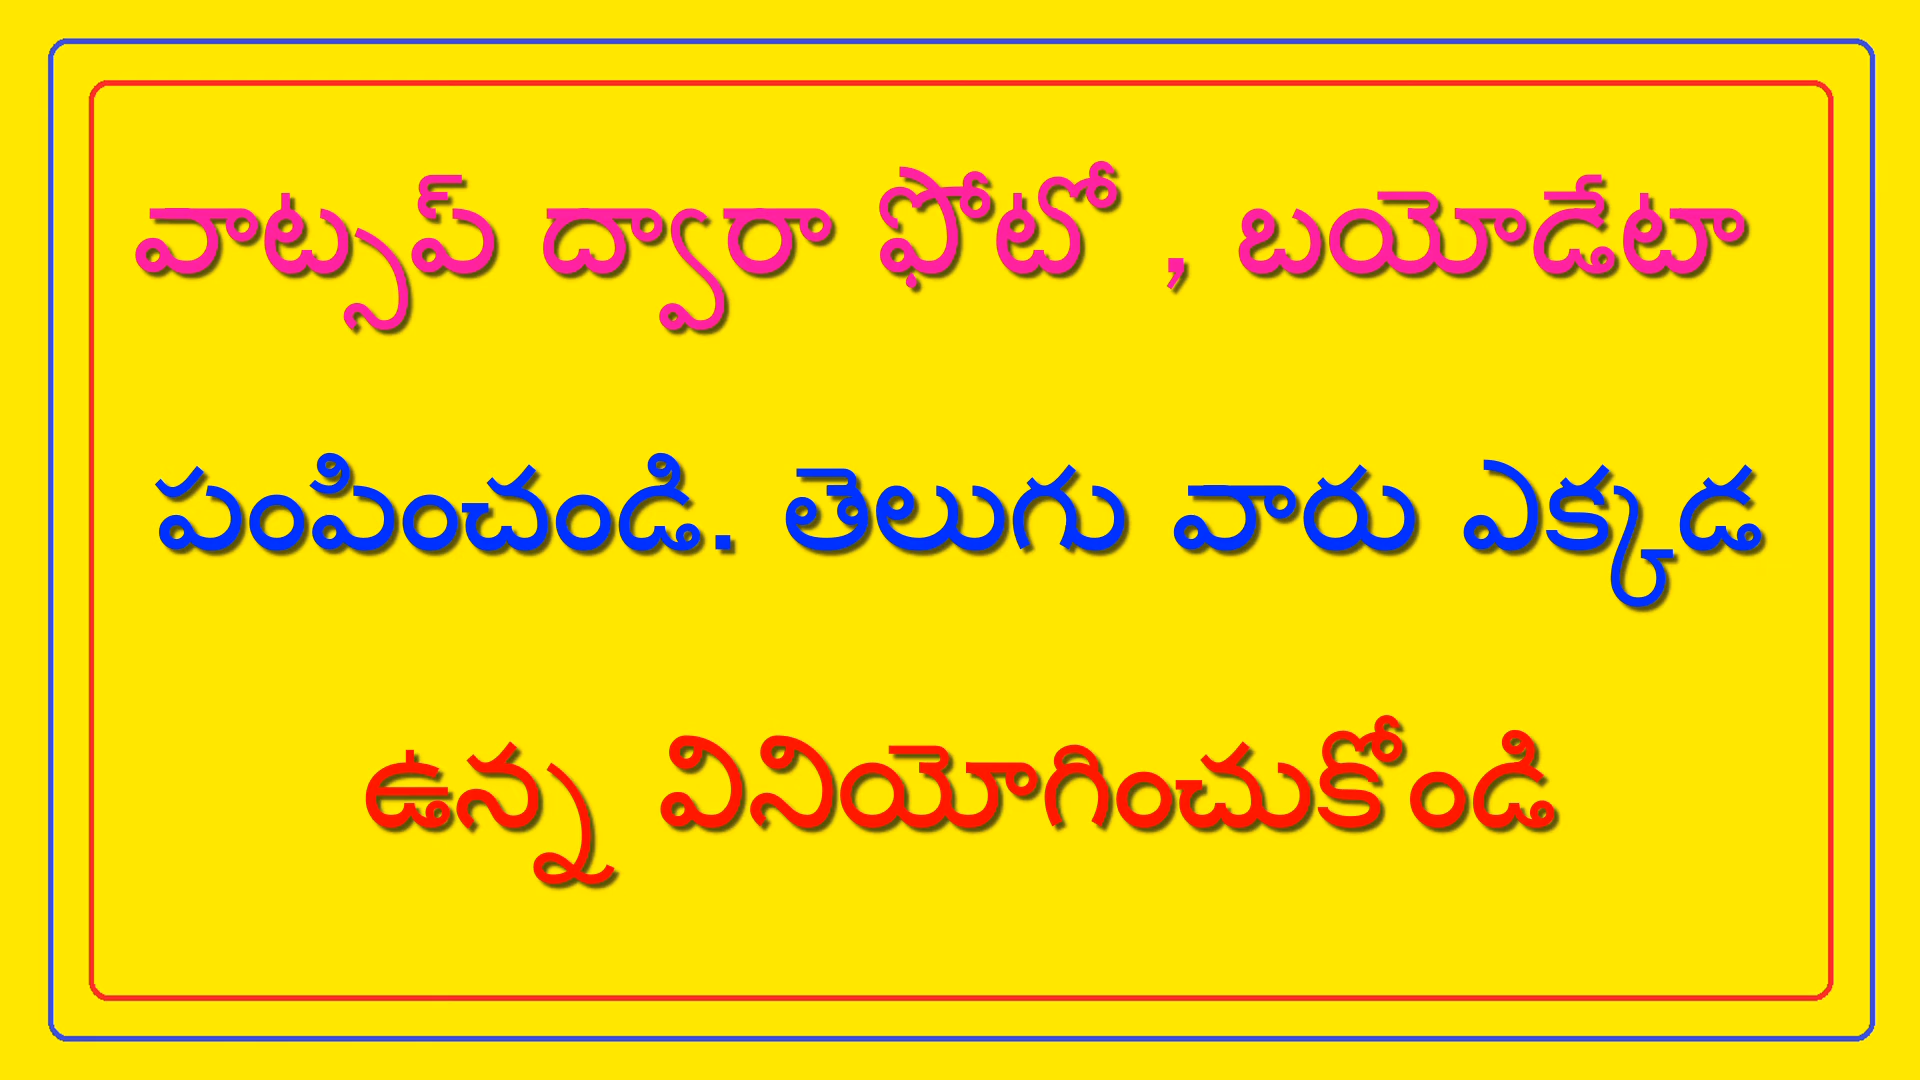 వాట్సప్ ద్వారా ఫోటో , బయోడేటా
పంపించండి. తెలుగు వారు ఎక్కడ
ఉన్న వినియోగించుకోండి